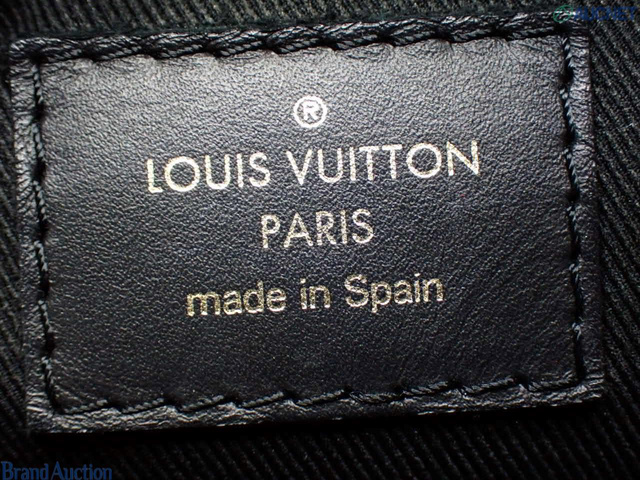 ®
LOUIS VUITTON
PARIS
made in Spain
Brand Auction